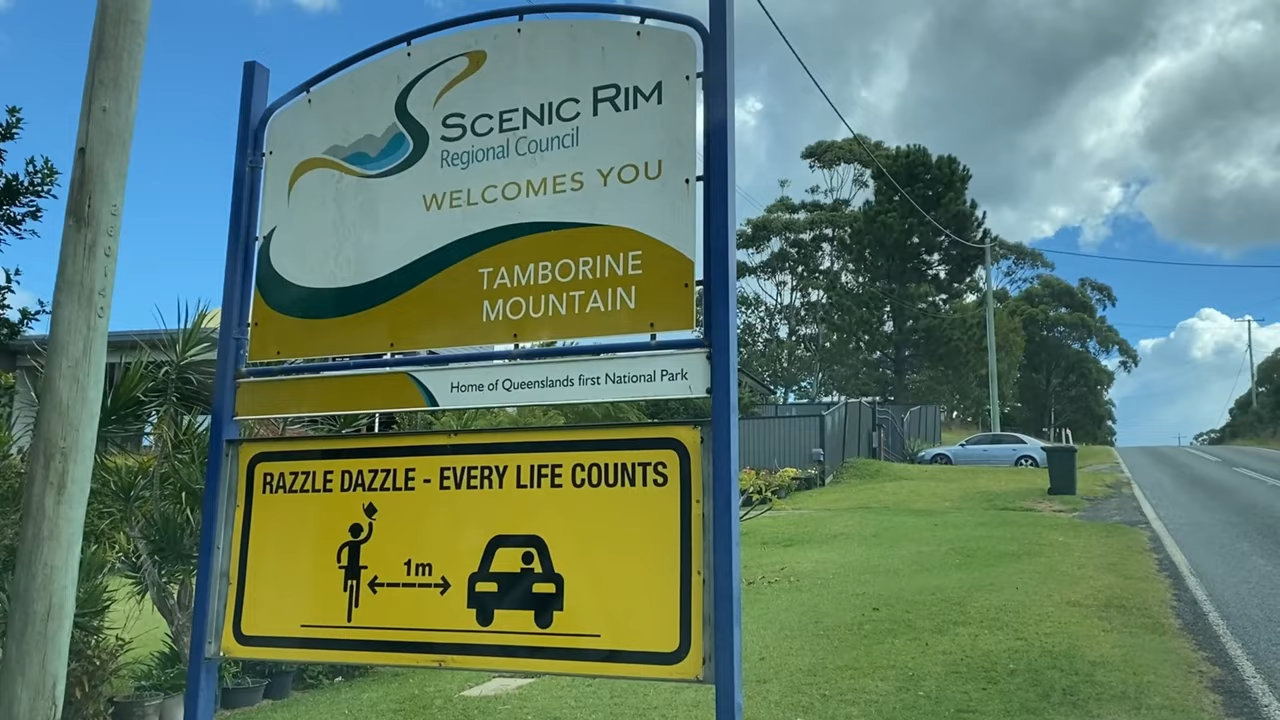 SCENIC RIM
Regional Council
WELCOMES YOU
TAMBORINE
MOUNTAIN
Home of Queenslands first National Park
RAZZLE DAZZLE - EVERY LIFE COUNTS
1m